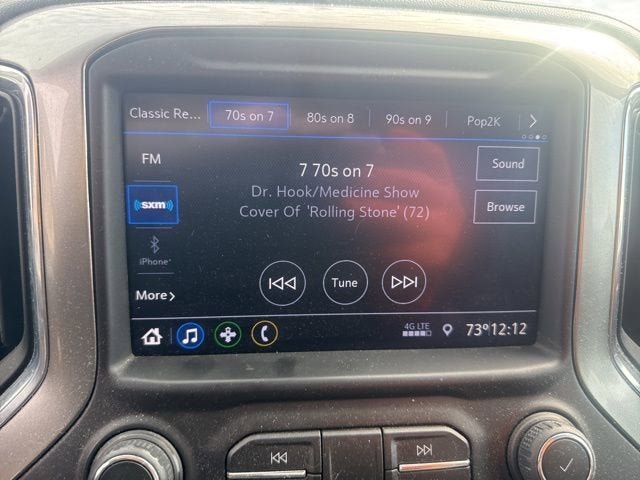 Classic Re... 70s on 7 80s on 8 90s on 9 Pop2K
FM
7 70s on 7
Sound
Dr. Hook/Medicine Show
((sxm))
Cover Of 'Rolling Stone' (72)
Browse
iPhone
Tune
More
4G LTE
73° 12:12